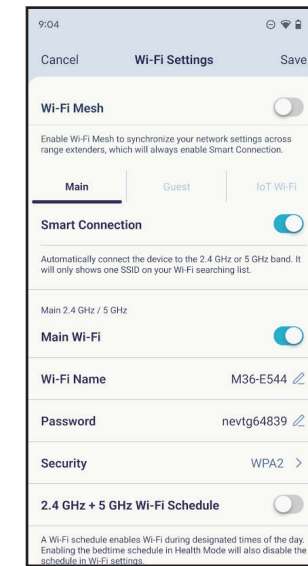 9:04
Cancel Wi-Fi Settings Save
Wi-Fi Mesh
Enable Wi-Fi Mesh to synchronize your network settings across
range extenders, which will always enable Smart Connection.
Main Guest IoT Wi-Fi
Smart Connection
Automatically connect the device to the 2.4 GHz or 5 GHz band. It
will only shows one SSID on your Wi-Fi searching list.
Main 2.4 GHz / 5 GHz
Main Wi-Fi
Wi-Fi Name M36-E544
Password nevtg64839
Security WPA2 >
2.4 GHz + 5 GHz Wi-Fi Schedule
A Wi-Fi schedule enables Wi-Fi during designated times of the day.
Enabling the bedtime schedule in Health Mode will also disable the
schedule in Wi-Fi settings.